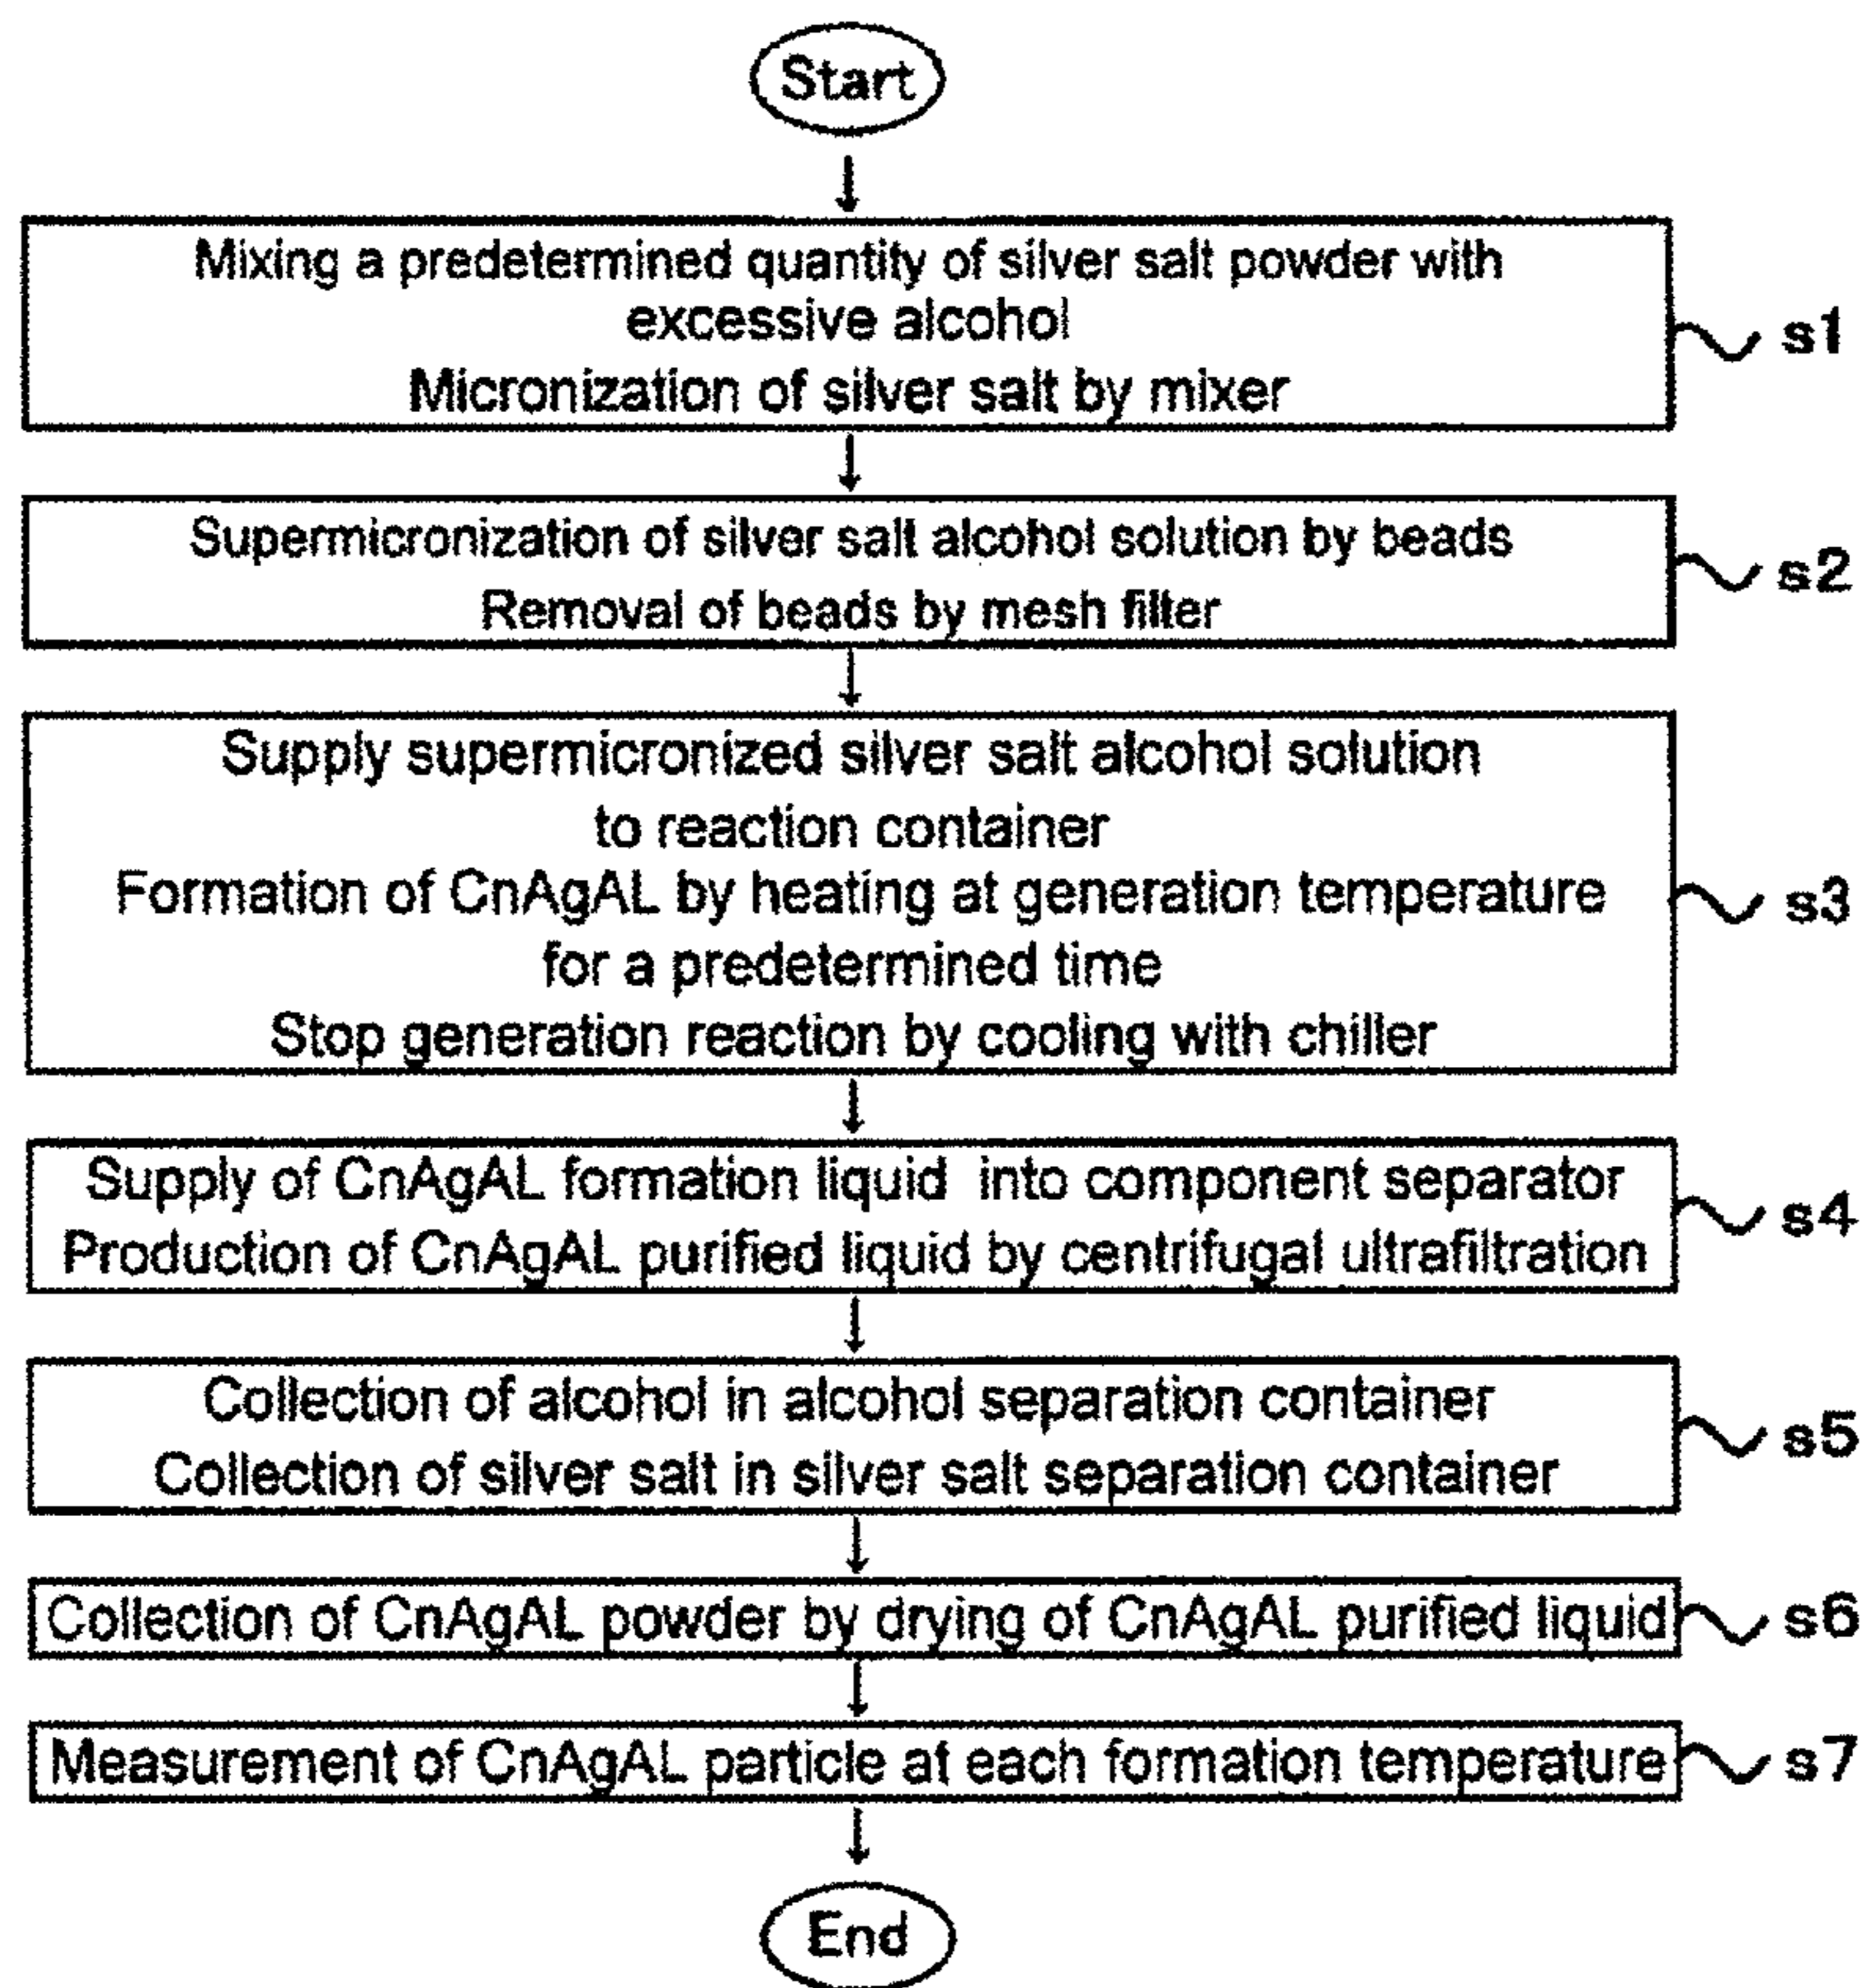 Start
Mixing a predetermined quantity of silver salt powder with
excessive alcohol
Micronization of silver salt by mixer
s1
Supermicronization of silver salt alcohol solution by beads
Removal of beads by mesh filter
s2
Supply supermicronized silver salt alcohol solution
to reaction container
Formation of CnAgAL by heating at generation temperature
for a predetermined time
Stop generation reaction by cooling with chiller
s3
Supply of CnAgAL formation liquid into component separator
Production of CnAgAL purified liquid by centrifugal ultrafiltration
s4
Collection of alcohol in alcohol separation container
Collection of silver salt in silver salt separation container
s5
Collection of CnAgAL powder by drying of CnAgAL purified liquid
s6
Measurement of CnAgAL particle at each formation temperature
s7
End